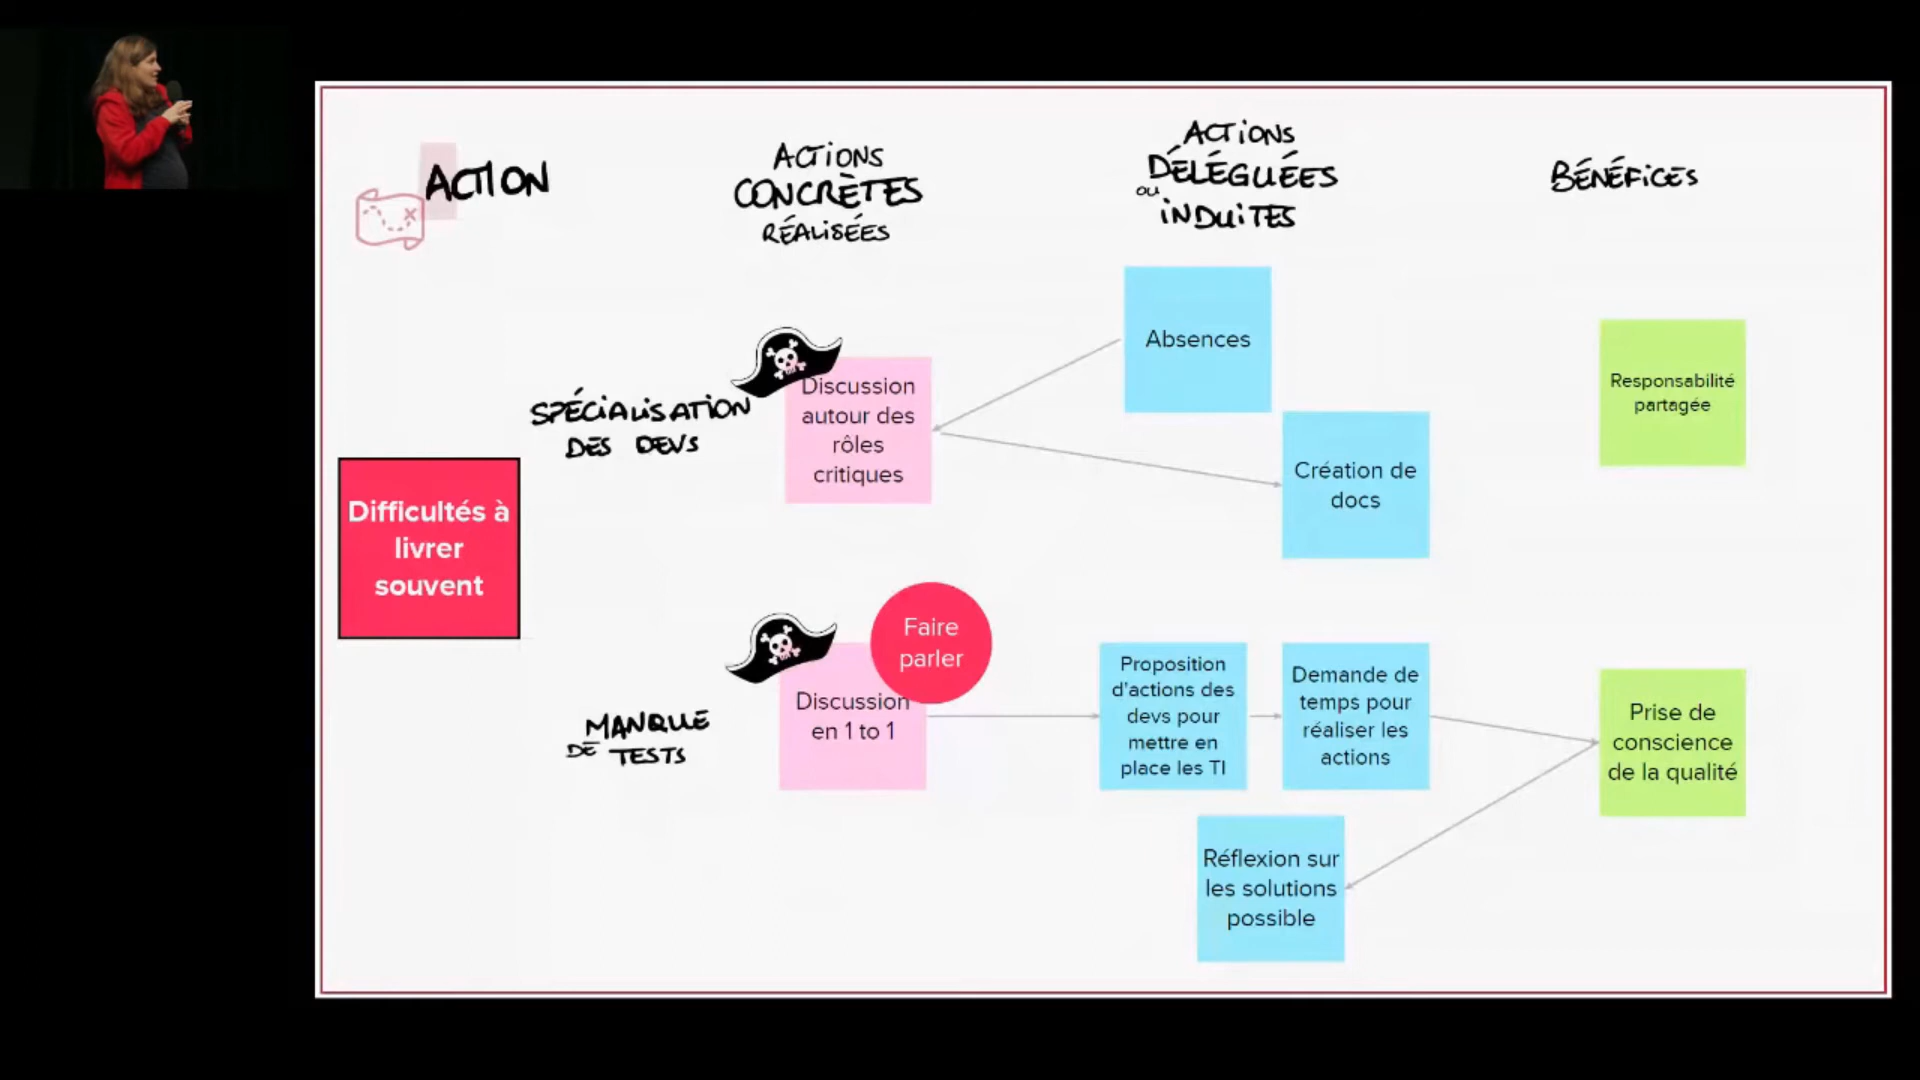 ACTION
ACTIONS
CONCRÈTES
RÉALISÉES
ACTIONS
DÉLÉGUÉES
OU
INDUITES
BÉNÉFICES
Difficultés à
livrer
souvent
SPÉCIALISATION
DES DEVS
Discussion
autour des
rôles
critiques
Absences
Création de
docs
Responsabilité
partagée
MANQUE
DE TESTS
Faire
parler
Discussion
en 1 to 1
Proposition
d'actions des
devs pour
mettre en
place les TI
Demande de
temps pour
réaliser les
actions
Prise de
conscience
de la qualité
Réflexion sur
les solutions
possible